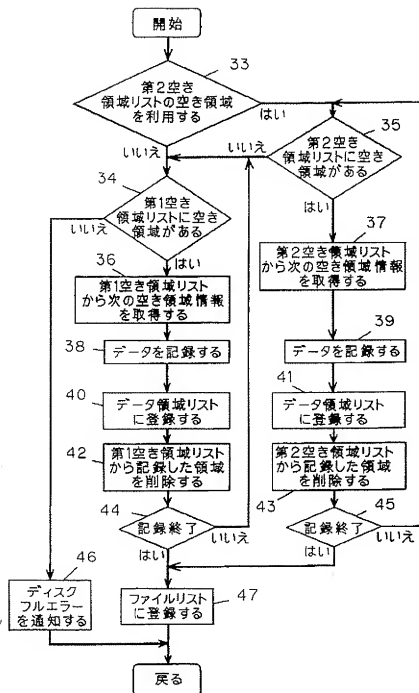 開始
33
第2空き
領域リストの空き領域
を利用する
はい
いいえ
35
第2空き
領域リストに空き
領域がある
いいえ
はい
34
第1空き
領域リストに空き
領域がある
いいえ
はい
36
第1空き領域リスト
から次の空き領域情報
を取得する
37
第2空き領域リスト
から次の空き領域情報
を取得する
38
データを記録する
39
データを記録する
40
データ領域リスト
に登録する
41
データ領域リスト
に登録する
42
第1空き領域リスト
から記録した領域
を削除する
第2空き領域リスト
から記録した領域
を削除する
43
44
記録終了
いいえ
はい
45
記録終了
いいえ
はい
46
ディスク
フルエラー
を通知する
47
ファイルリスト
に登録する
戻る